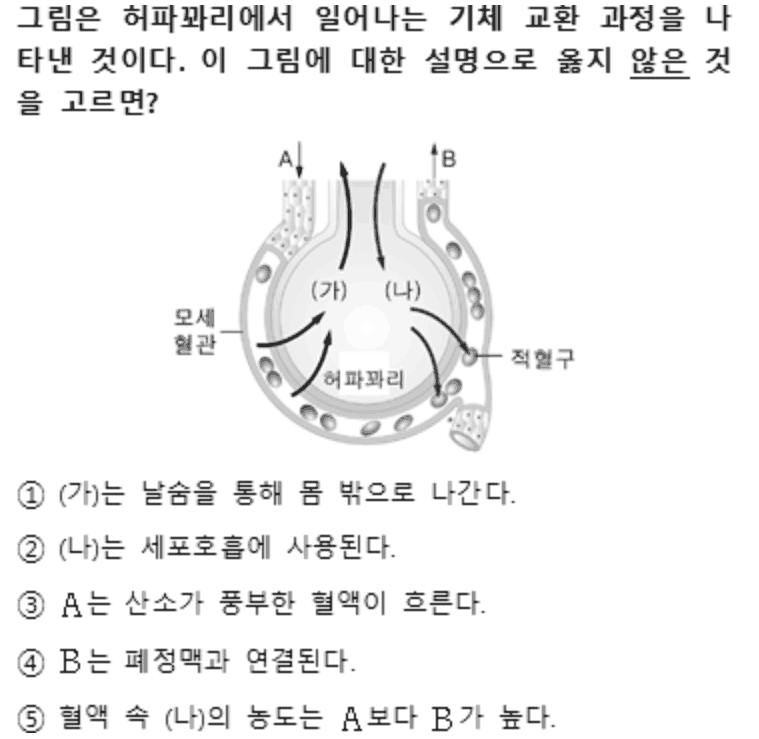 그림은 허파꽈리에서 일어나는 기체 교환 과정을 나
타낸 것이다. 이 그림에 대한 설명으로 옳지 않은 것
을 고르면?
A
B
(가)
(나)
모세
혈관
적혈구
허파꽈리
① (가)는 날숨을 통해 몸 밖으로 나간다.
② (나)는 세포호흡에 사용된다.
③ A는 산소가 풍부한 혈액이 흐른다.
④ B는 폐정맥과 연결된다.
⑤ 혈액 속 (나)의 농도는 A보다 B가 높다.